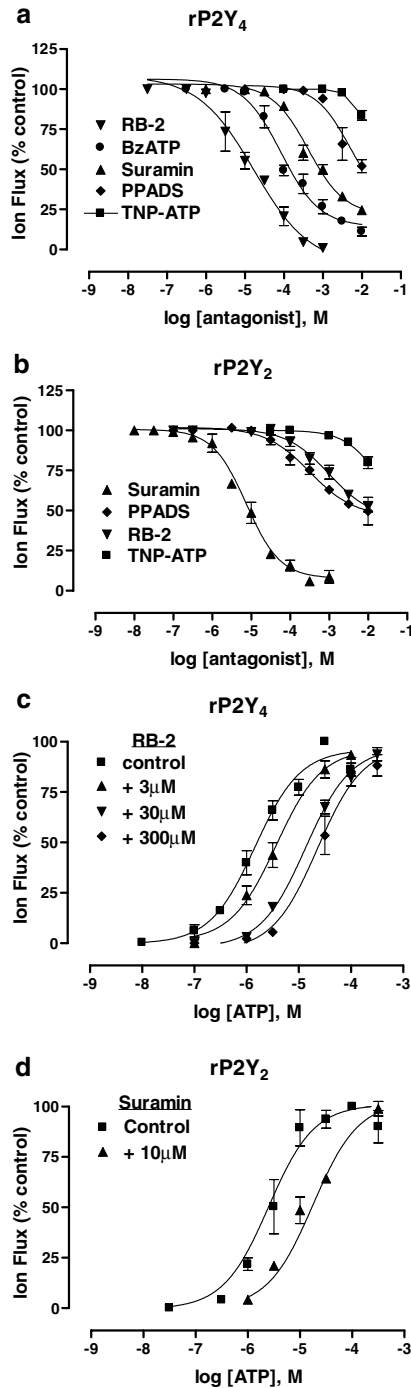 a
rP2Y4
Ion Flux (% control)
125
100
75
50
25
0
RB-2
BzATP
Suramin
PPADS
TNP-ATP
-9 -8 -7 -6 -5 -4 -3 -2 -1
log [antagonist], M
b
rP2Y2
Ion Flux (% control)
125
100
75
50
25
0
Suramin
PPADS
RB-2
TNP-ATP
-9 -8 -7 -6 -5 -4 -3 -2 -1
log [antagonist], M
c
rP2Y4
Ion Flux (% control)
100
75
50
25
0
RB-2
control
+ 3μM
+ 30μM
+ 300μM
-9 -8 -7 -6 -5 -4 -3
log [ATP], M
d
rP2Y2
Ion Flux (% control)
100
75
50
25
0
Suramin
Control
+ 10μM
-9 -8 -7 -6 -5 -4 -3
log [ATP], M